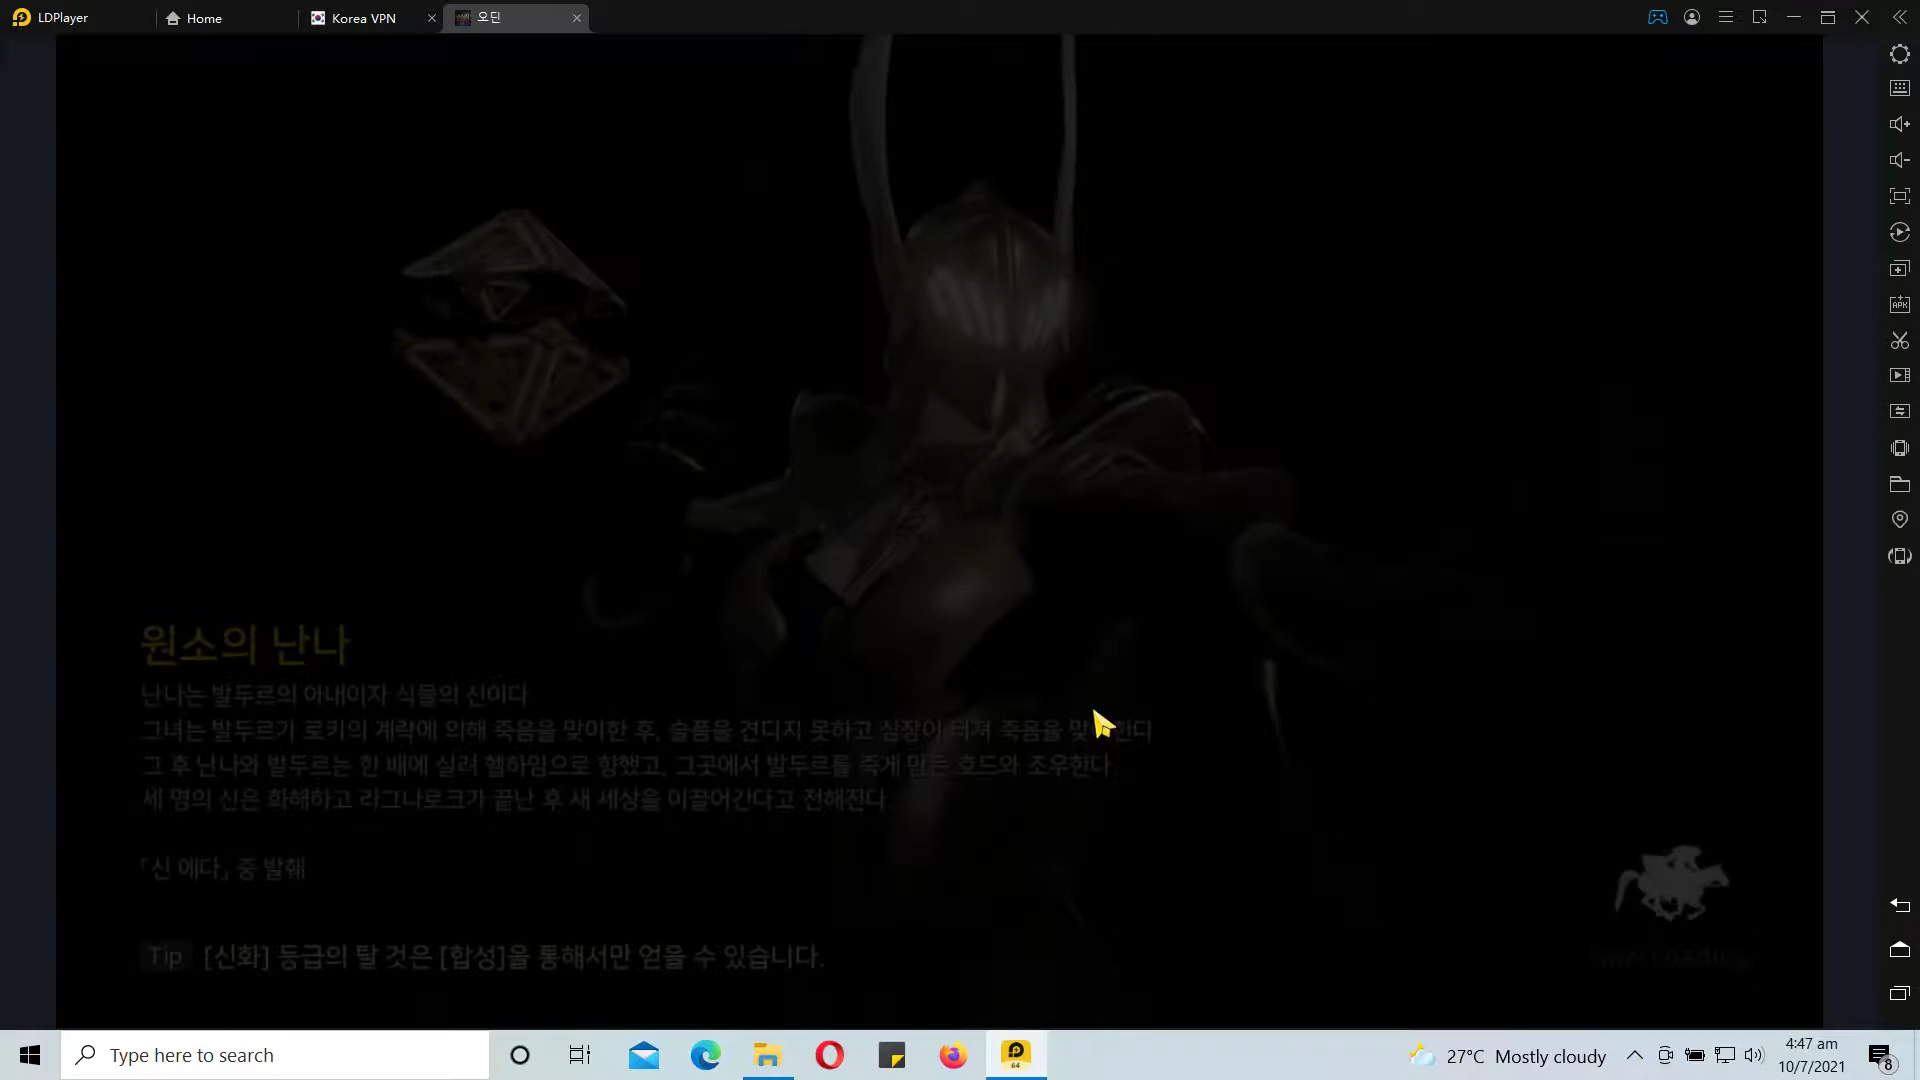 LDPlayer
Home
Korea VPN
오딘
APK
원소의 난나
난나는 발두르의 아내이자 식물의 신이다
그녀는 발두르가 로키의 계략에 의해 죽음을 맞이한 후, 슬픔을 견디지 못하고 심장이 터져 죽음을
그 후 난나와 발두르는 한 배에 실려 헬하임으로 향했고, 그곳에서 발두르를 죽게 만든 호드와 조우한다.
세 명의 신은 화해하고 라그나로크가 끝난 후 새 세상을 이끌어간다고 전해진다
「신 에다」 중 발췌
Tip [신화] 등급의 탈 것은 [합성]을 통해서만 얻을 수 있습니다.
Type here to search
64
27°C Mostly cloudy
4:47 am
10/7/2021
8